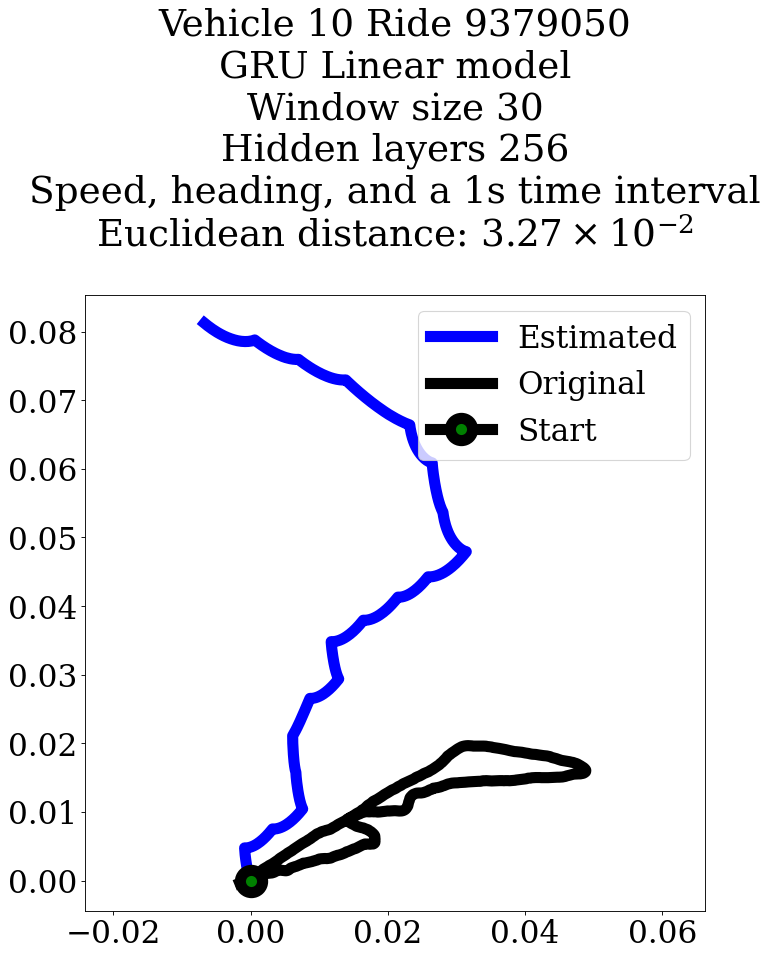 Vehicle 10 Ride 9379050
GRU Linear model
Window size 30
Hidden layers 256
Speed, heading, and a 1s time interval
Euclidean distance: 3.27 × 10⁻²
Estimated
Original
Start
0.08
0.07
0.06
0.05
0.04
0.03
0.02
0.01
0.00
−0.02 0.00 0.02 0.04 0.06